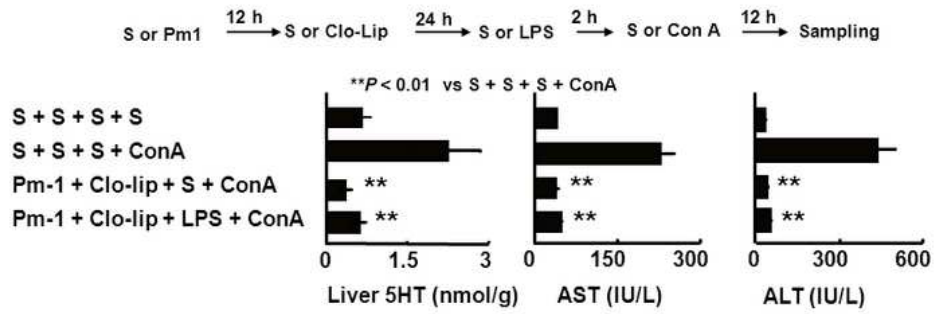 12 h 24 h 2 h 12 h
S or Pm1 S or Clo-Lip S or LPS S or Con A Sampling
**P < 0.01 vs S + S + S + ConA
S + S + S + S
S + S + S + ConA
Pm-1 + Clo-lip + S + ConA ** ** **
Pm-1 + Clo-lip + LPS + ConA ** ** **
0 1.5 3 0 150 300 0 300 600
Liver 5HT (nmol/g) AST (IU/L) ALT (IU/L)